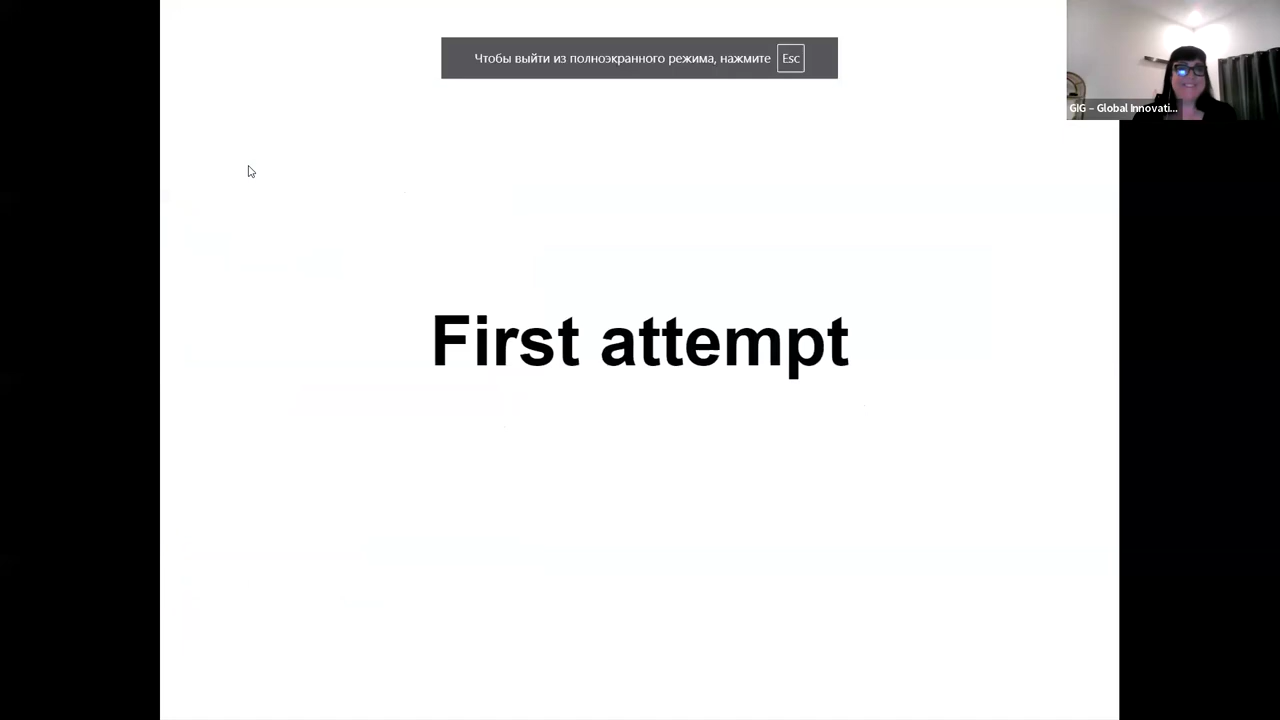 Чтобы выйти из полноэкранного режима, нажмите Esc
GIG – Global Innovati...
First attempt